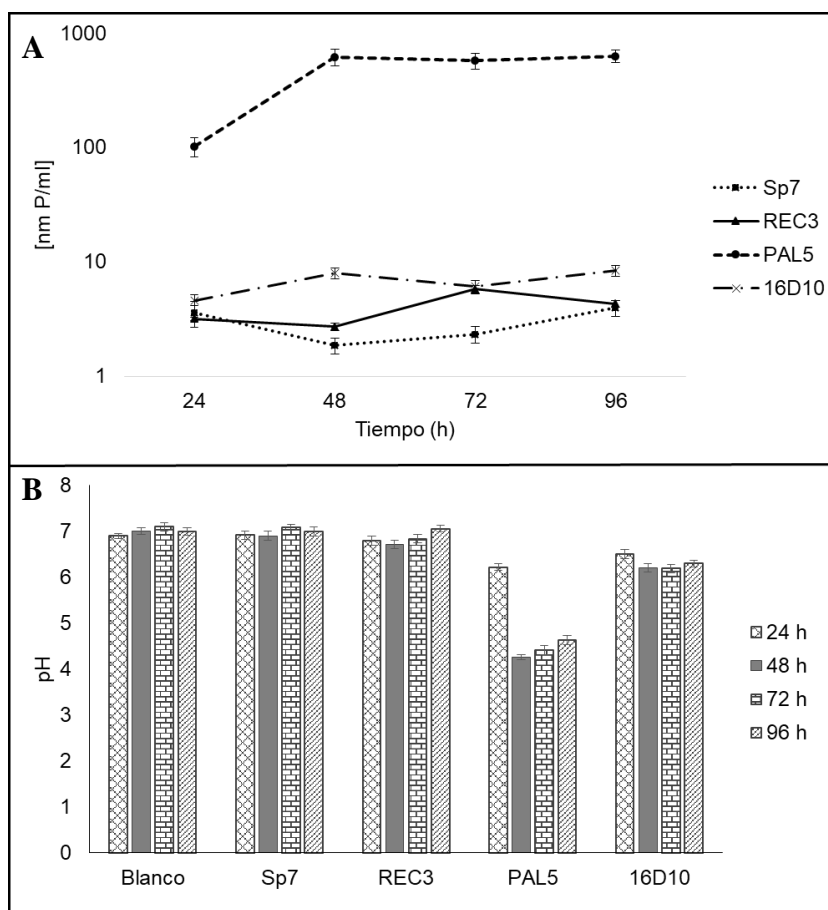 A
1000
100
10
1
[nm P/ml]
24 48 72 96
Tiempo (h)
Sp7
REC3
PAL5
16D10
B
8
7
6
5
4
3
2
1
0
pH
Blanco Sp7 REC3 PAL5 16D10
24 h
48 h
72 h
96 h